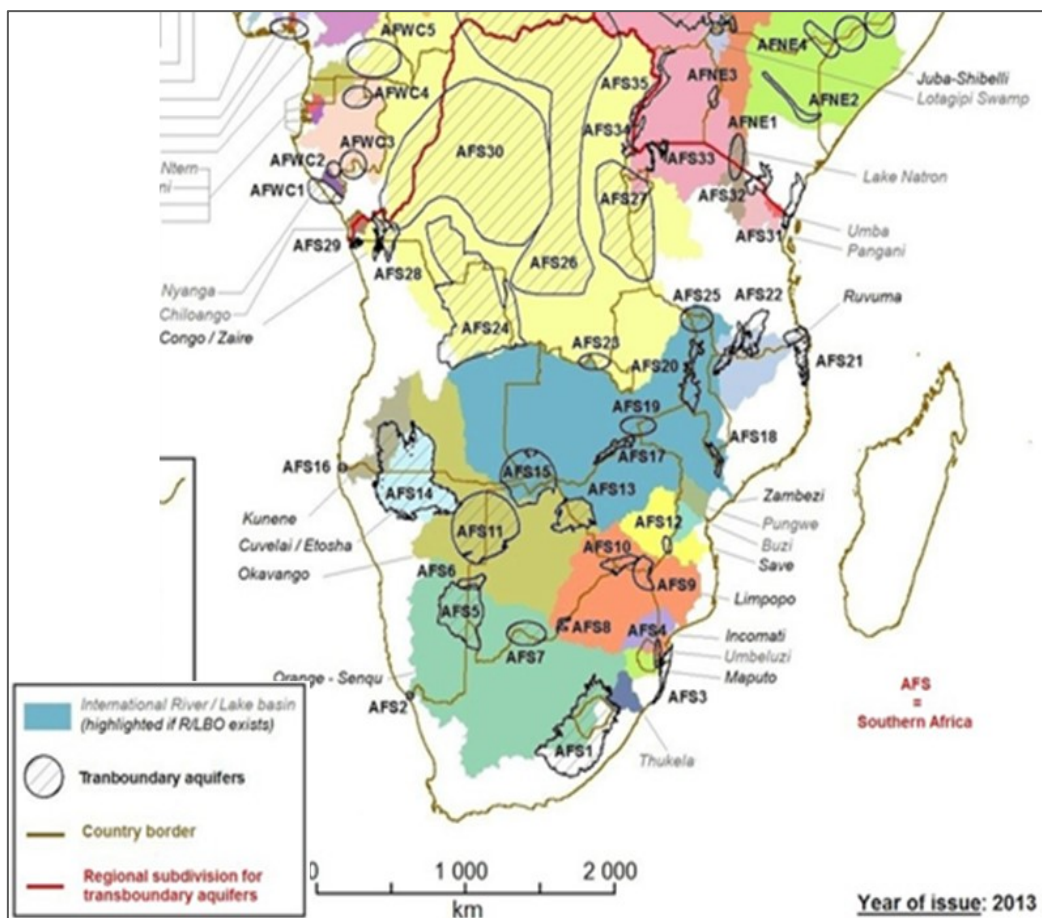 AFWC5
AFNE4
AFS35
AFNE3
Juba-Shibelli
Lotagipi Swamp
AFWC4
AFNE2
AFS34
AFNE1
AFWC3
AFS30
AFS33
AFWC2
Ntern
ni
Lake Natron
AFWC1
AFS32
AFS27
Umba
AFS31
Pangani
AFS29
AFS26
AFS28
Nyanga
AFS25
AFS22
Ruvuma
Chiloango
Congo / Zaire
AFS24
AFS23
AFS20
AFS21
AFS19
AFS18
AFS17
AFS16
AFS15
AFS14
AFS13
Zambezi
Kunene
AFS12
Pungwe
AFS11
Buzi
Cuvelai / Etosha
AFS10
Save
Okavango
AFS6
AFS9
Limpopo
AFS5
AFS8
AFS4
Incomati
AFS7
Umbeluzi
Orange - Senqu
Maputo
AFS2
AFS3
AFS
=
Southern Africa
AFS1
Thukela
International River / Lake basin
(highlighted if R/LBO exists)
Tranboundary aquifers
Country border
Regional subdivision for
transboundary aquifers
0 1 000 2 000
km
Year of issue: 2013